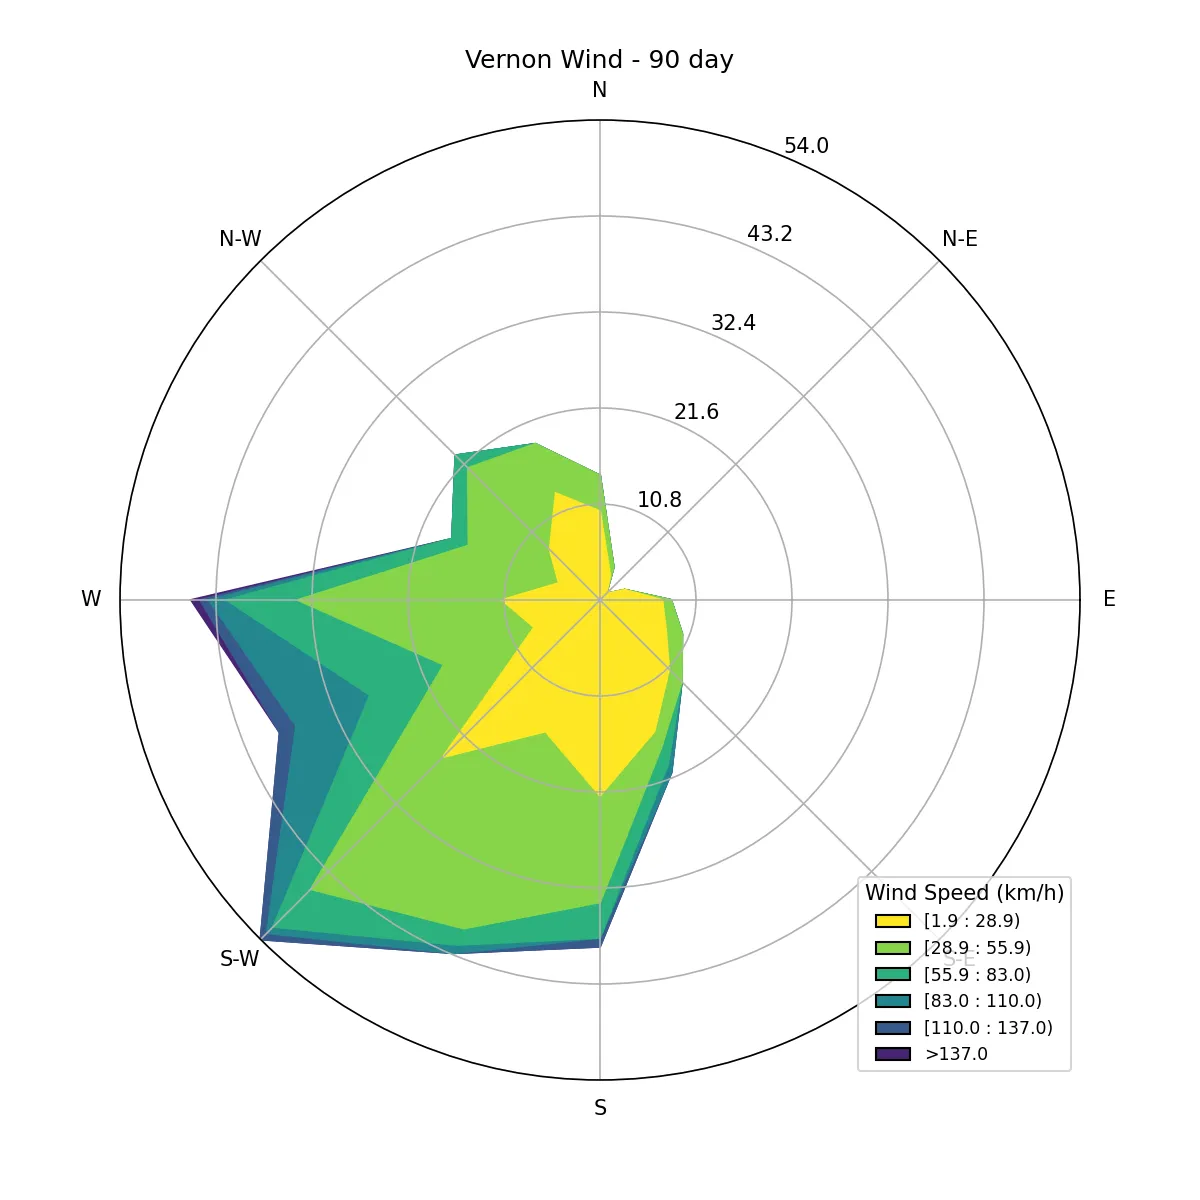 Vernon Wind - 90 day
N
54.0
N-W
43.2
N-E
32.4
21.6
10.8
W
E
S-W
S-E
Wind Speed (km/h)
[1.9 : 28.9)
[28.9 : 55.9)
[55.9 : 83.0)
[83.0 : 110.0)
[110.0 : 137.0)
>137.0
S